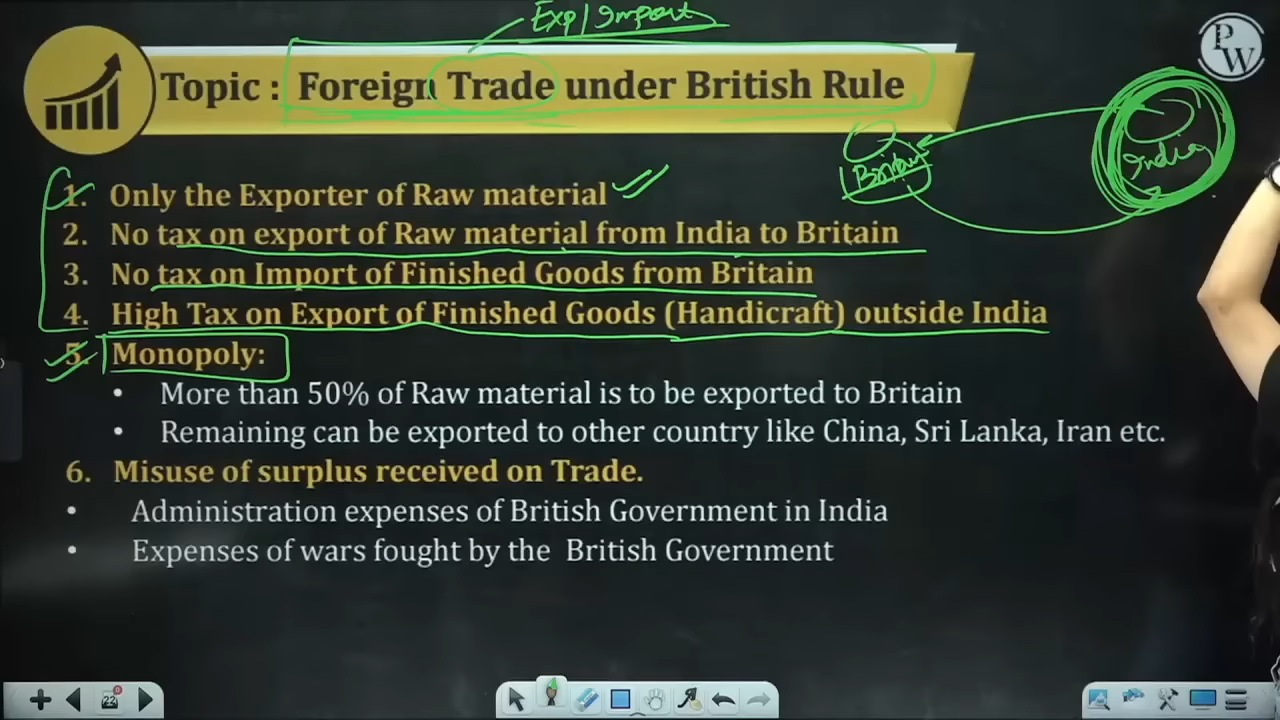 Exp/Import
PW
Topic : Foreign Trade under British Rule
India
Britain
1. Only the Exporter of Raw material
2. No tax on export of Raw material from India to Britain
3. No tax on Import of Finished Goods from Britain
4. High Tax on Export of Finished Goods (Handicraft) outside India
5. Monopoly:
• More than 50% of Raw material is to be exported to Britain
• Remaining can be exported to other country like China, Sri Lanka, Iran etc.
6. Misuse of surplus received on Trade.
• Administration expenses of British Government in India
• Expenses of wars fought by the British Government
22